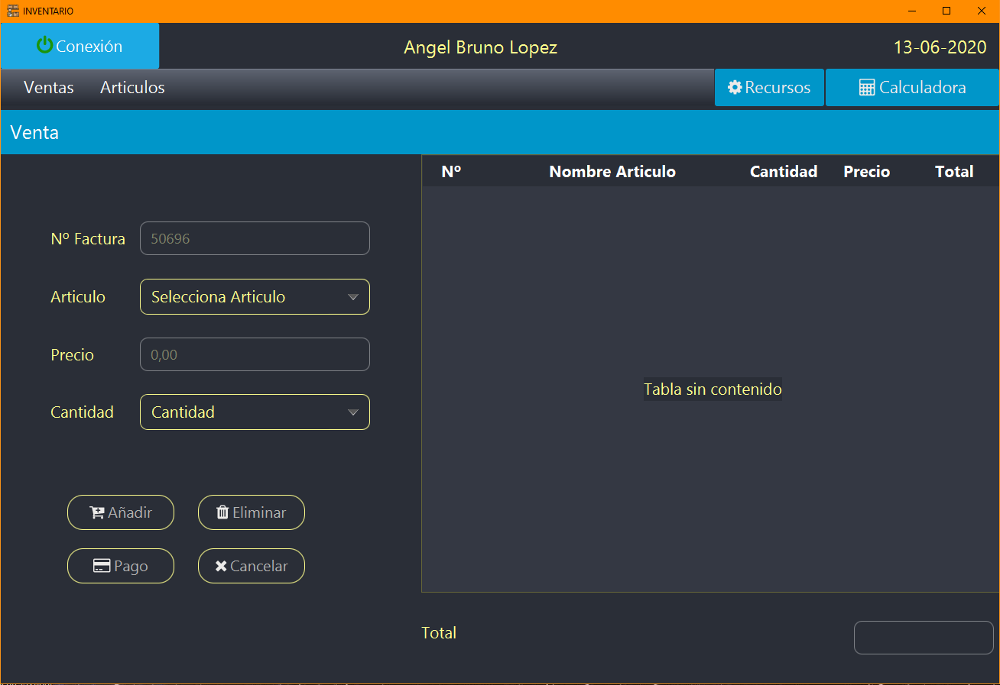 INVENTARIO
Conexión
Angel Bruno Lopez
13-06-2020
Ventas Articulos
Recursos
Calculadora
Venta
Nº Nombre Articulo Cantidad Precio Total
Nº Factura 50696
Articulo Selecciona Articulo
Precio 0,00
Cantidad Cantidad
Tabla sin contenido
Añadir Eliminar
Pago Cancelar
Total